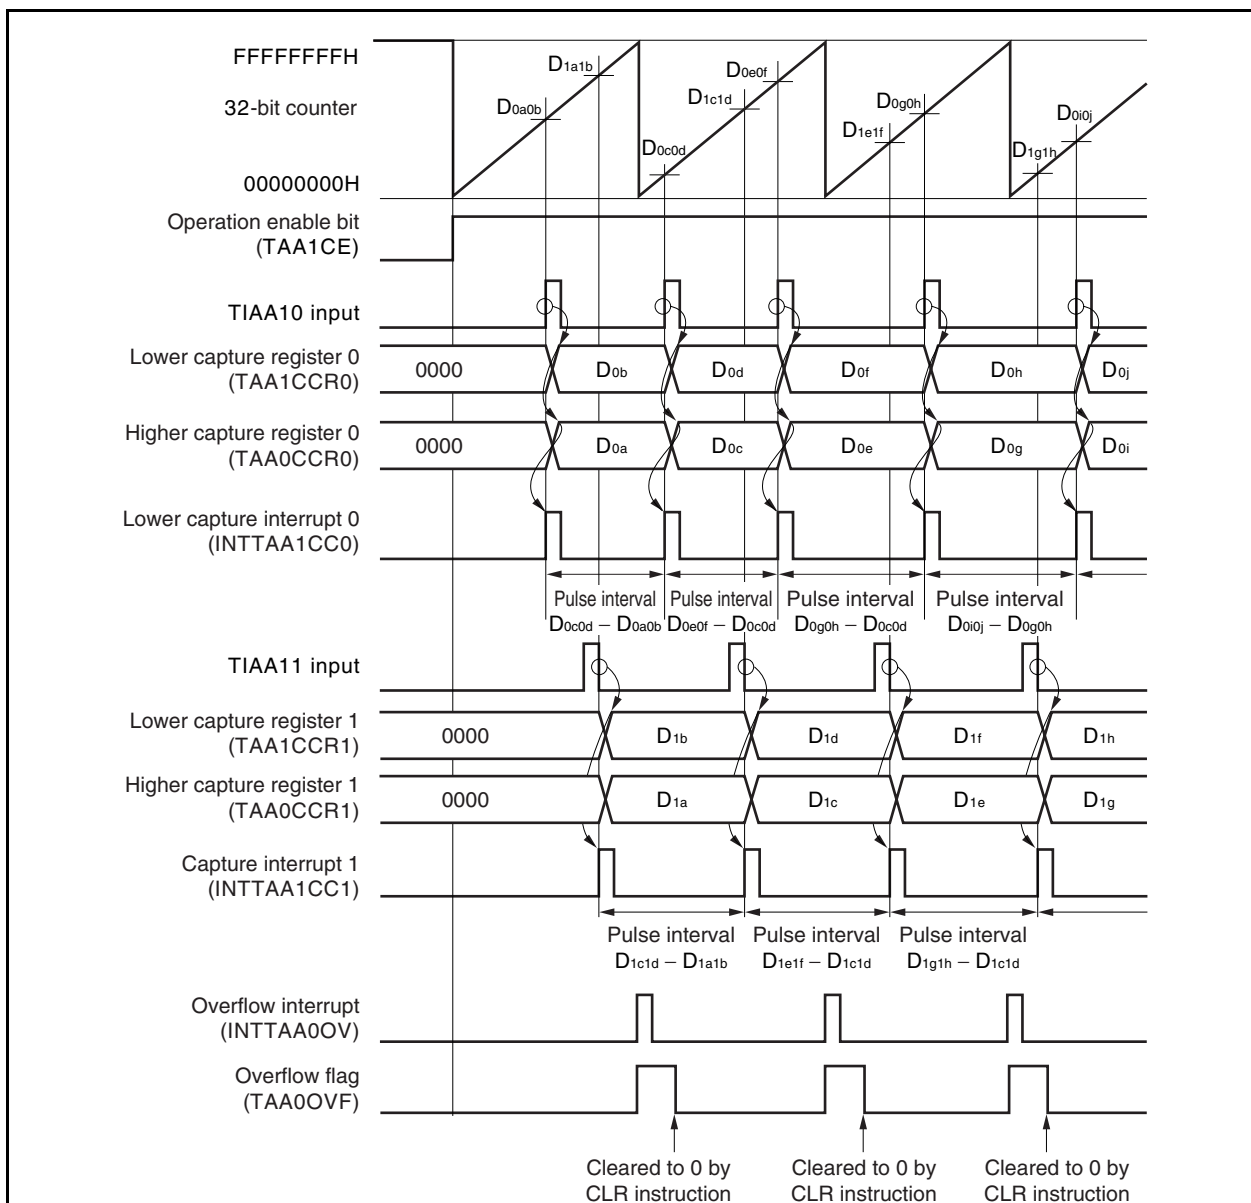 FFFFFFFFH
32-bit counter
00000000H
D0a0b
D1a1b
D0c0d
D1c1d
D0e0f
D1e1f
D0g0h
D1g1h
D0i0j
Operation enable bit
(TAA1CE)
TIAA10 input
Lower capture register 0
(TAA1CCR0)
0000
D0b
D0d
D0f
D0h
D0j
Higher capture register 0
(TAA0CCR0)
0000
D0a
D0c
D0e
D0g
D0i
Lower capture interrupt 0
(INTTAA1CC0)
Pulse interval
D0c0d – D0a0b
Pulse interval
D0e0f – D0c0d
Pulse interval
D0g0h – D0c0d
Pulse interval
D0i0j – D0g0h
TIAA11 input
Lower capture register 1
(TAA1CCR1)
0000
D1b
D1d
D1f
D1h
Higher capture register 1
(TAA0CCR1)
0000
D1a
D1c
D1e
D1g
Capture interrupt 1
(INTTAA1CC1)
Pulse interval
D1c1d – D1a1b
Pulse interval
D1e1f – D1c1d
Pulse interval
D1g1h – D1c1d
Overflow interrupt
(INTTAA0OV)
Overflow flag
(TAA0OVF)
Cleared to 0 by
CLR instruction
Cleared to 0 by
CLR instruction
Cleared to 0 by
CLR instruction